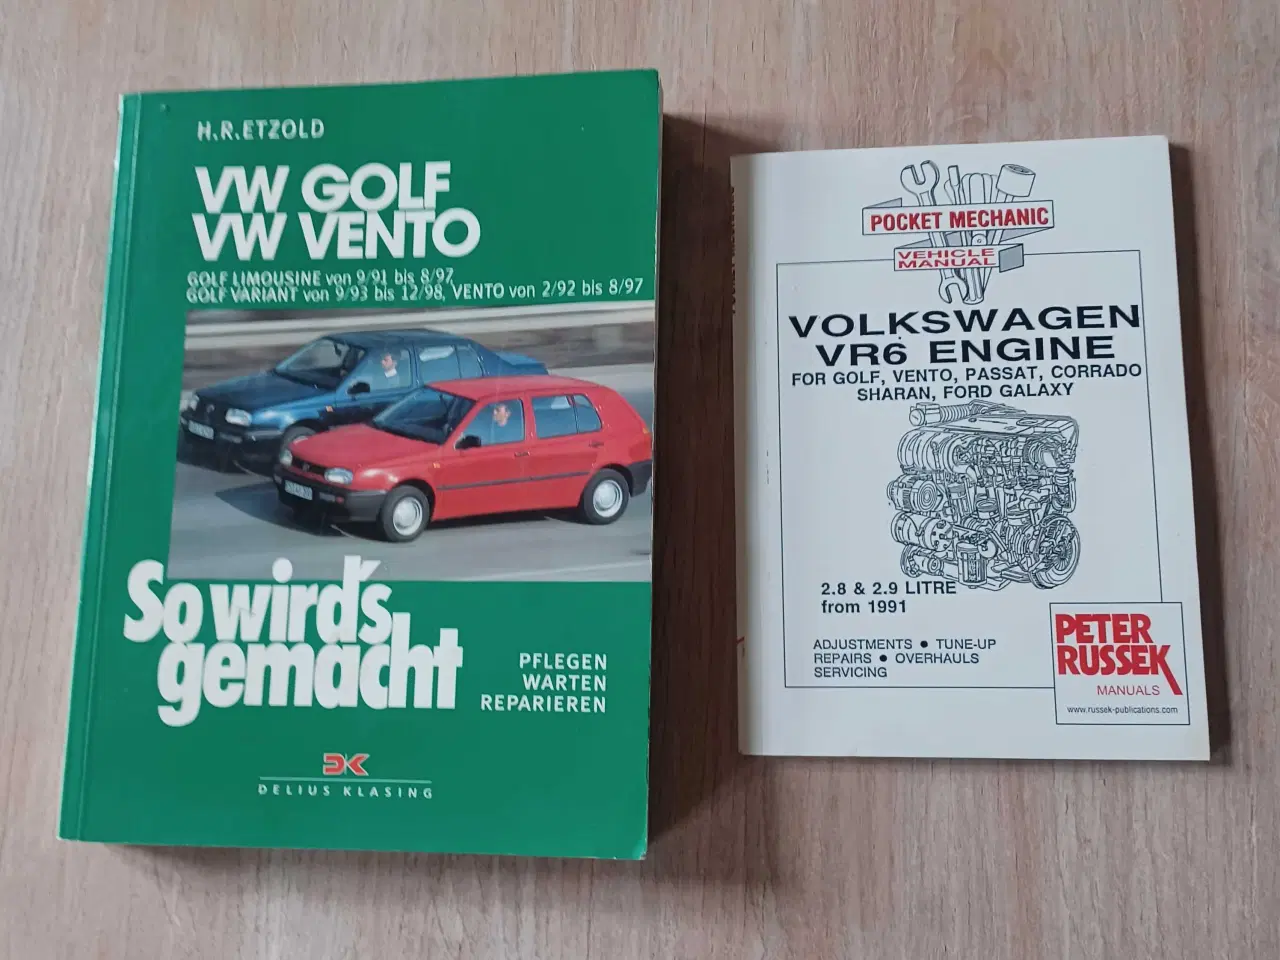 H.R.ETZOLD
VW GOLF
VW VENTO
GOLF LIMOUSINE von 9/91 bis 8/97
GOLF VARIANT von 9/93 bis 12/98, VENTO von 2/92 bis 8/97
So wird's
gemacht
PFLEGEN
WARTEN
REPARIEREN
DK
DELIUS KLASING
POCKET MECHANIC
VEHICLE
MANUAL
VOLKSWAGEN
VR6 ENGINE
FOR GOLF, VENTO, PASSAT, CORRADO
SHARAN, FORD GALAXY
2.8 & 2.9 LITRE
from 1991
ADJUSTMENTS ● TUNE-UP
REPAIRS ● OVERHAULS
SERVICING
PETER
RUSSEK
MANUALS
www.russek-publications.com